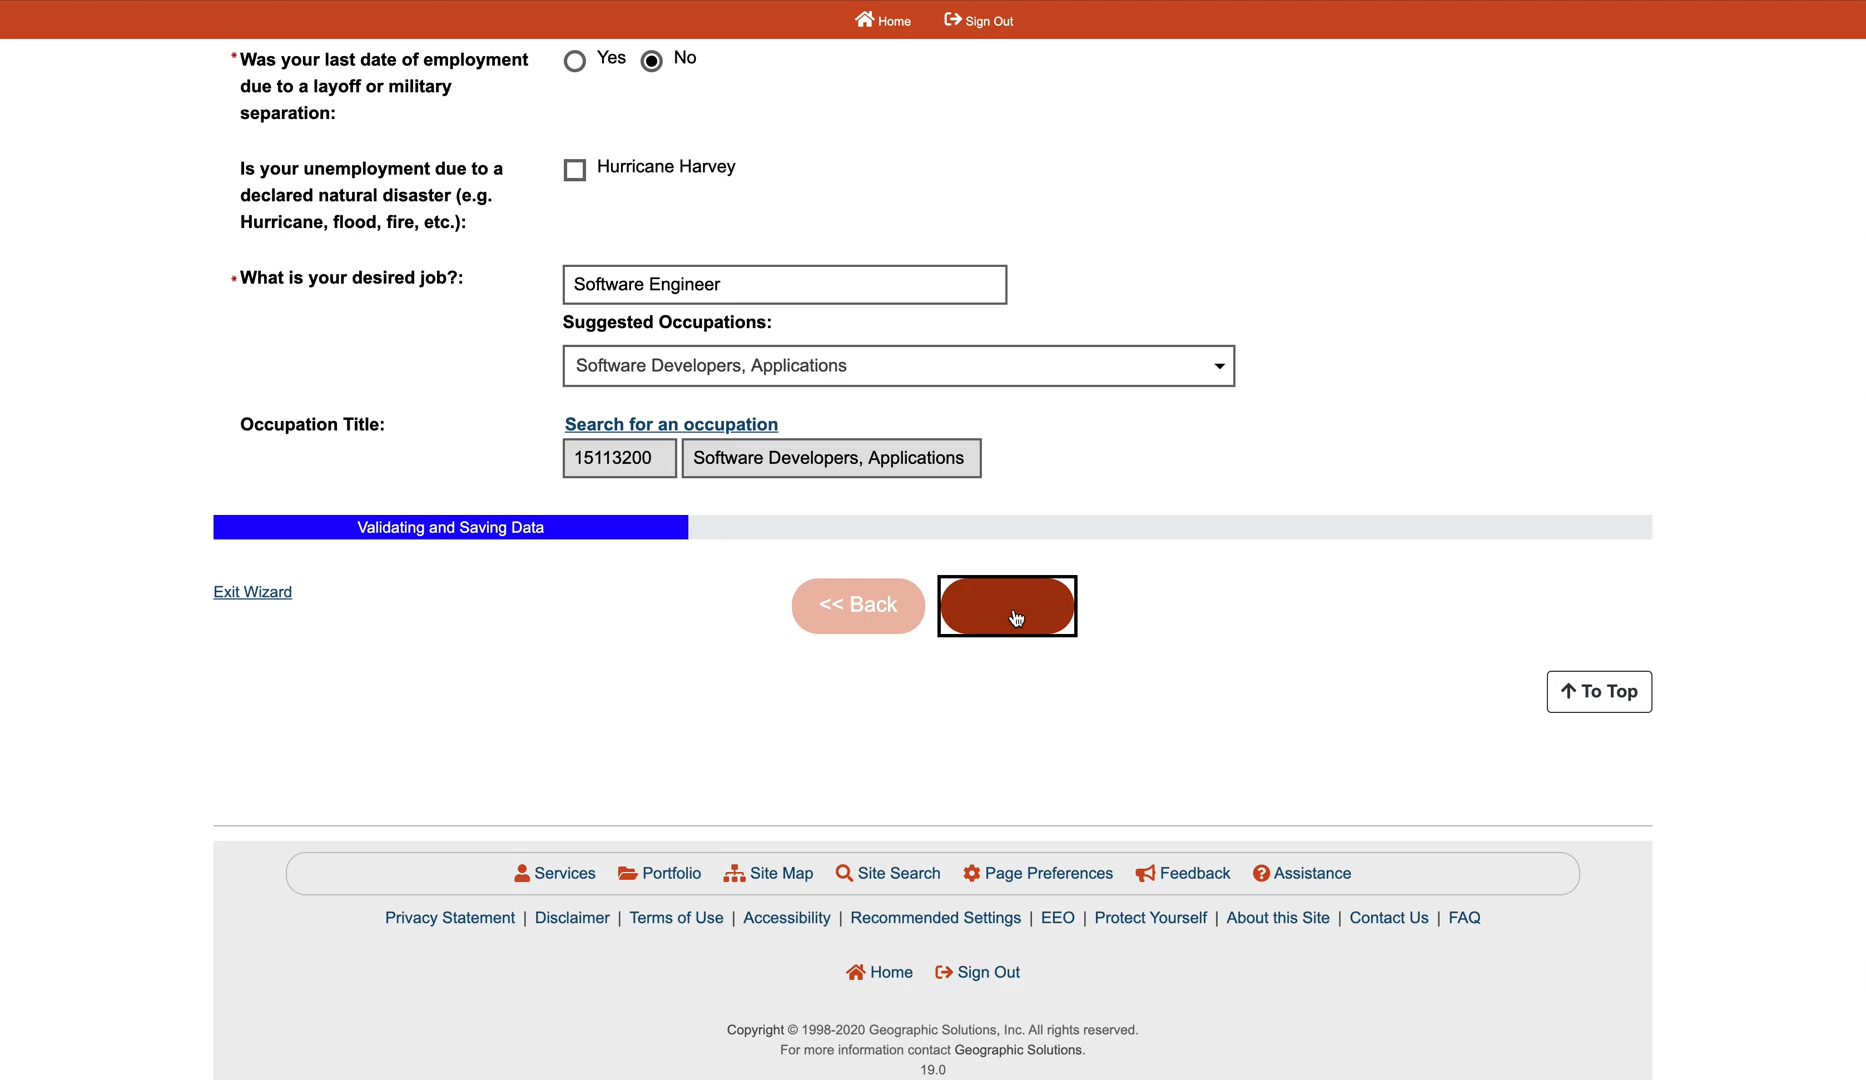 Home Sign Out
*Was your last date of employment
due to a layoff or military
separation:
Yes No
Is your unemployment due to a
declared natural disaster (e.g.
Hurricane, flood, fire, etc.):
Hurricane Harvey
*What is your desired job?:
Software Engineer
Suggested Occupations:
Software Developers, Applications
Occupation Title:
Search for an occupation
15113200 Software Developers, Applications
Validating and Saving Data
Exit Wizard
<< Back
↑ To Top
Services Portfolio Site Map Site Search Page Preferences Feedback Assistance
Privacy Statement | Disclaimer | Terms of Use | Accessibility | Recommended Settings | EEO | Protect Yourself | About this Site | Contact Us | FAQ
Home Sign Out
Copyright © 1998-2020 Geographic Solutions, Inc. All rights reserved.
For more information contact Geographic Solutions.
19.0